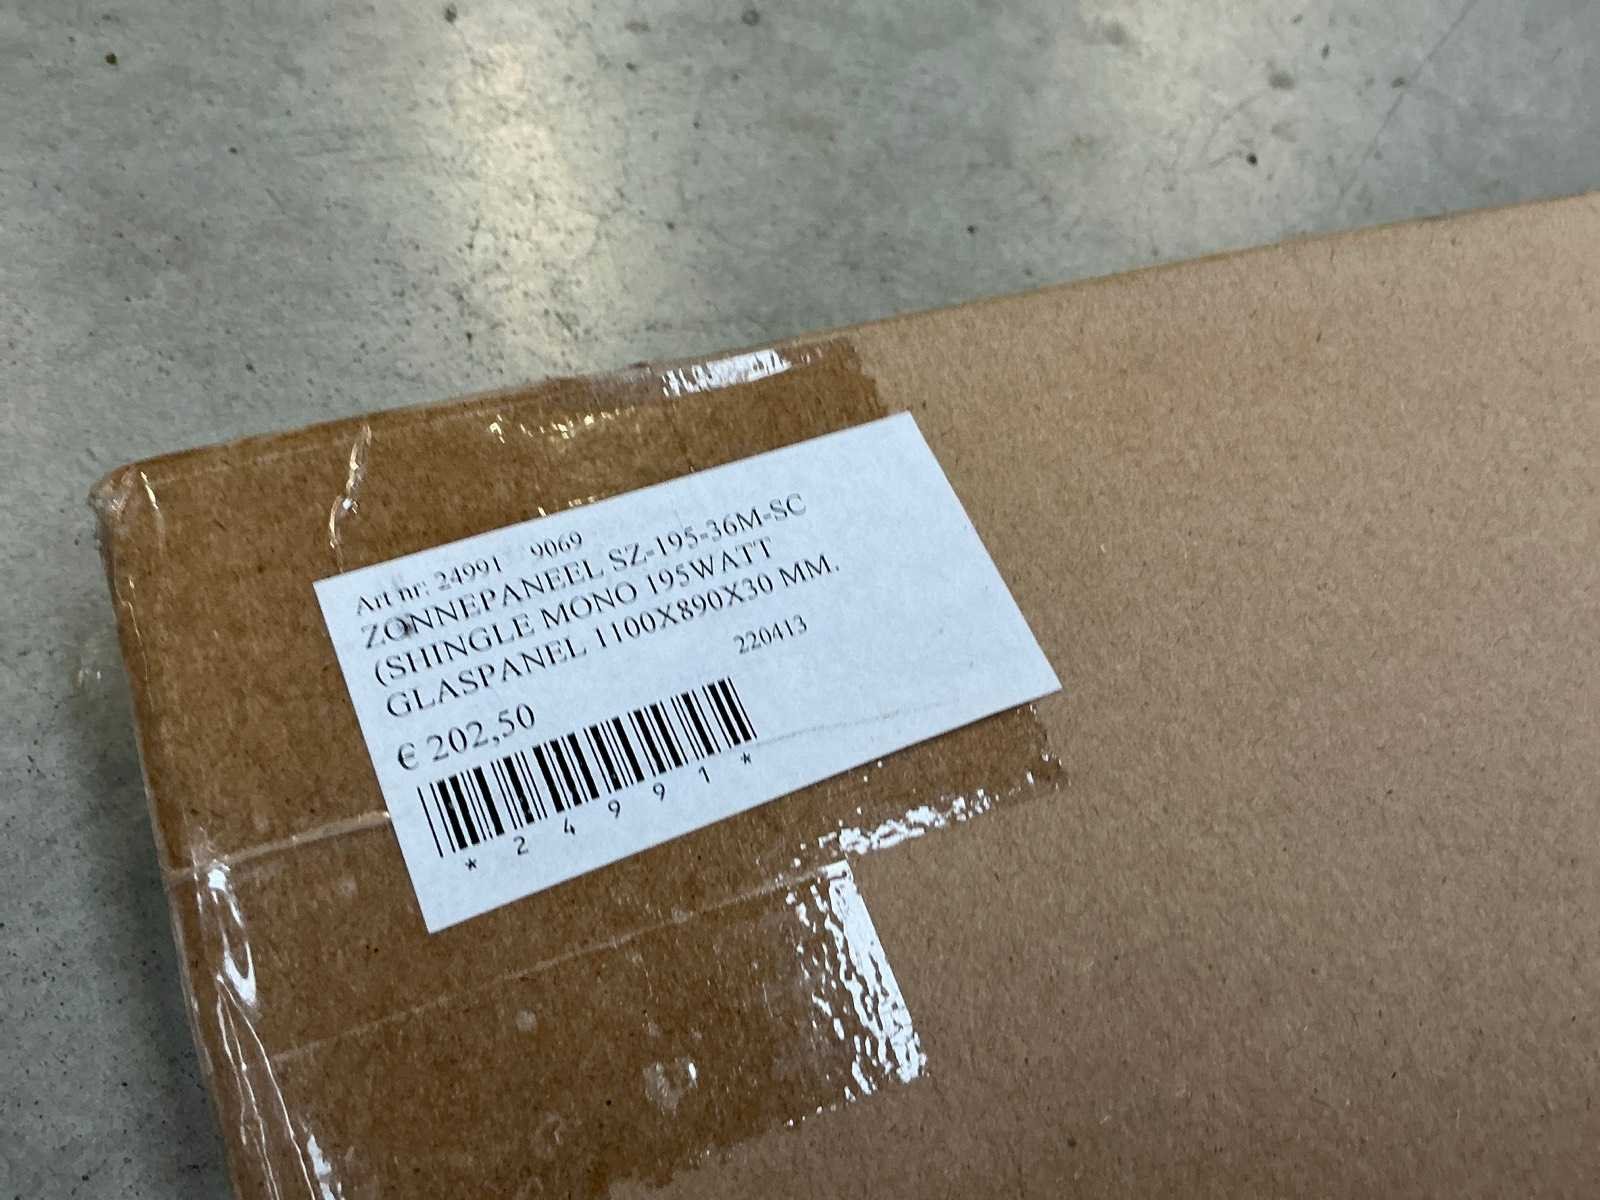 Art nr: 24991 9069
ZONNEPANEEL SZ-195-36M-SC
(SHINGLE MONO 195WATT
GLASPANEL 1100X890X30 MM.
220413
€ 202,50
* 2 4 9 9 1 *